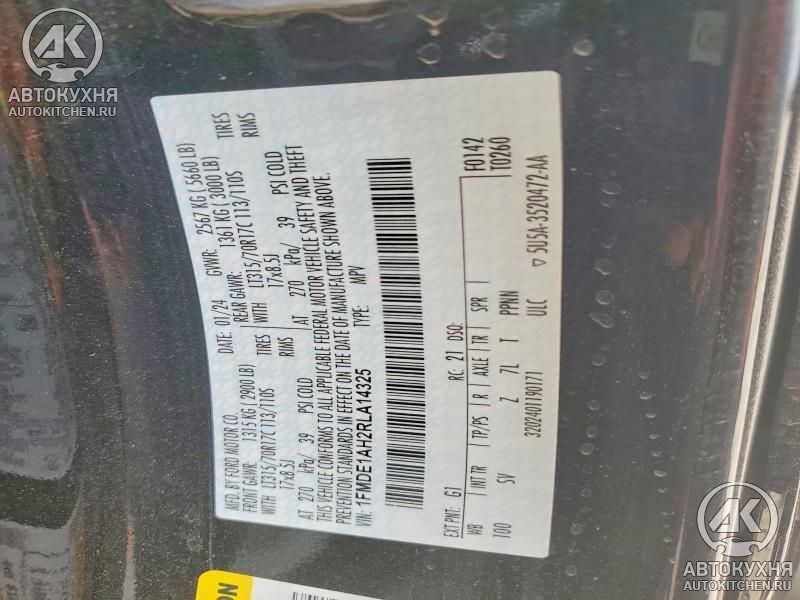 AK
АВТОКУХНЯ
AUTOKITCHEN.RU
MFD. BY FORD MOTOR CO.
DATE: 01/24 GVWR: 2567 KG ( 5660 LB)
FRONT GAWR: 1315 KG ( 2900 LB) REAR GAWR: 1361 KG ( 3000 LB)
WITH LT315/70R17C 113/110S TIRES WITH LT315/70R17C 113/110S TIRES
17x8.5J RIMS 17x8.5J RIMS
AT 270 kPa/ 39 PSI COLD AT 270 kPa/ 39 PSI COLD
THIS VEHICLE CONFORMS TO ALL APPLICABLE FEDERAL MOTOR VEHICLE SAFETY AND THEFT
PREVENTION STANDARDS IN EFFECT ON THE DATE OF MANUFACTURE SHOWN ABOVE.
VIN: 1FMDE1AH2RLA14325 TYPE: MPV
F0142
EXT PNT: G1 RC: 21 DSO: T0260
WB INT TR TP/PS R AXLE TR SPR
100 SV Z 7L T PPNN
3202401190171 ULC ▽ 5U5A-3520472-AA
AK
АВТОКУХНЯ
AUTOKITCHEN.RU